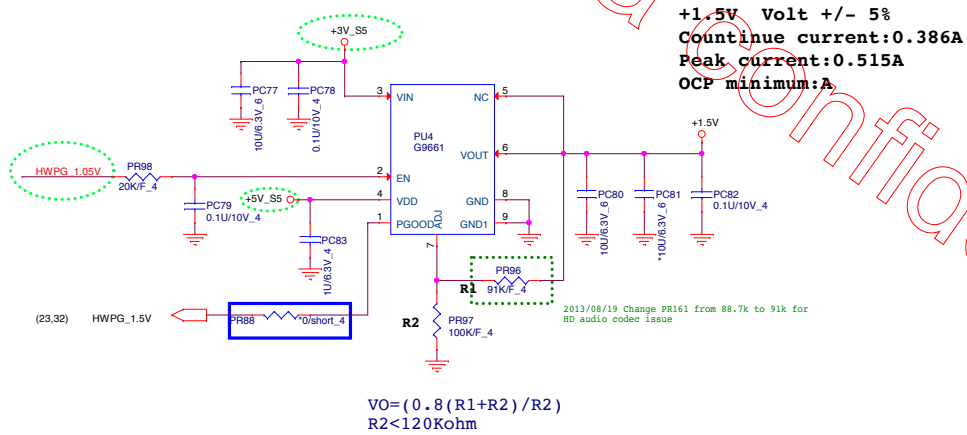 +1.5V Volt +/- 5%
Countinue current:0.386A
Peak current:0.515A
OCP minimum:A
+3V_S5
PC77
10U/6.3V_6
PC78
0.1U/10V_4
3
VIN
NC
5
PU4
G9661
+1.5V
VOUT
6
HWPG_1.05V
PR98
20K/F_4
2
EN
PC79
0.1U/10V_4
+5V_S5
4
VDD
GND
8
1
PGOOD
ADJ
GND1
9
7
PC80
10U/6.3V_6
PC81
*10U/6.3V_6
PC82
0.1U/10V_4
PC83
1U/6.3V_4
R1
PR96
91K/F_4
2013/08/19 Change PR161 from 88.7k to 91k for
HD audio codec issue
(23,32)
HWPG_1.5V
PR88
*0/short_4
R2
PR97
100K/F_4
VO=(0.8(R1+R2)/R2)
R2<120Kohm